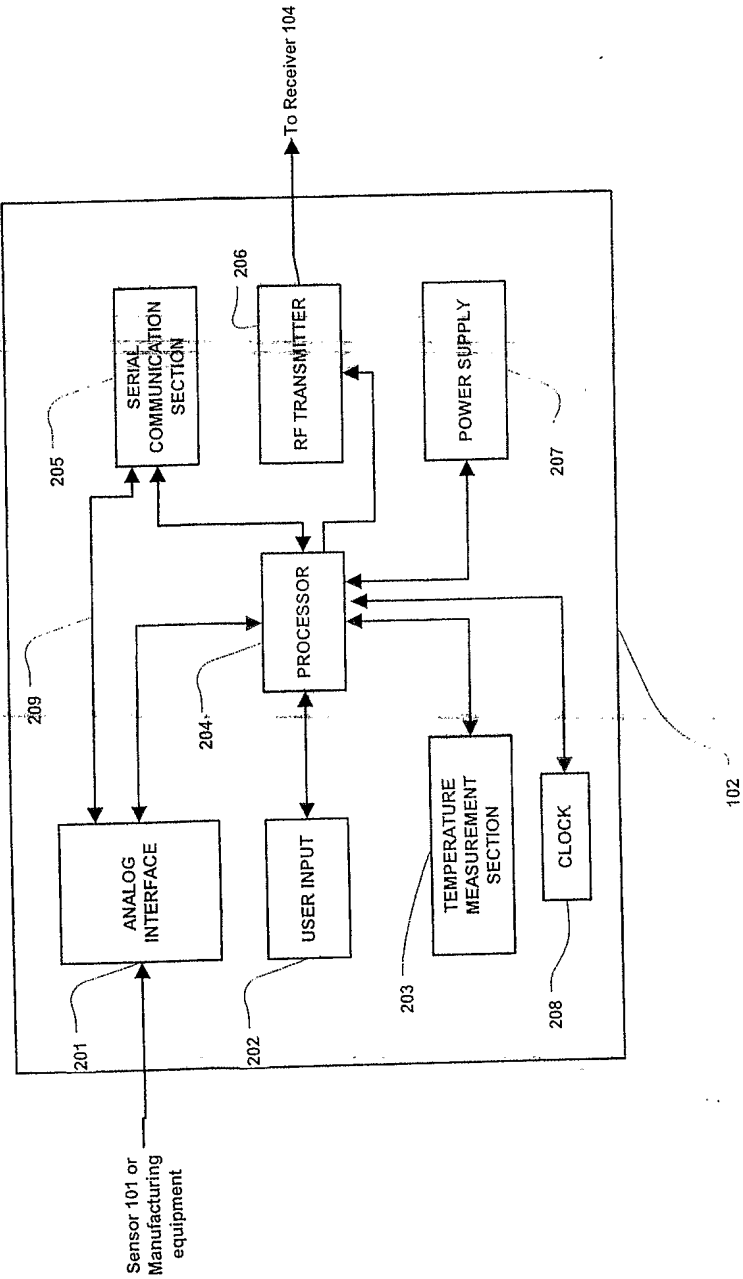 Sensor 101 or
Manufacturing
equipment
201
ANALOG
INTERFACE
209
205
SERIAL
COMMUNICATION
SECTION
202
USER INPUT
204
PROCESSOR
206
RF TRANSMITTER
To Receiver 104
203
TEMPERATURE
MEASUREMENT
SECTION
207
POWER SUPPLY
208
CLOCK
102